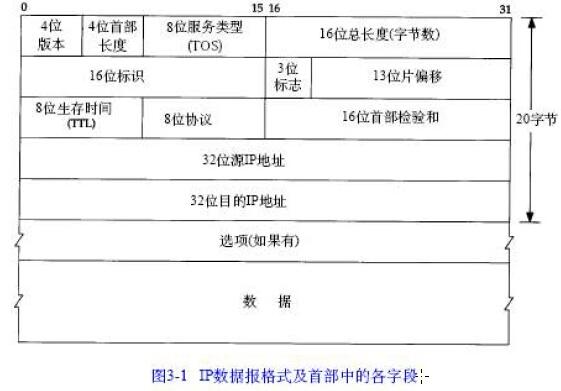 0 15 16 31
4位版本 4位首部长度 8位服务类型(TOS) 16位总长度(字节数)
16位标识 3位标志 13位片偏移
8位生存时间(TTL) 8位协议 16位首部检验和
20字节
32位源IP地址
32位目的IP地址
选项(如果有)
数 据
图3-1 IP数据报格式及首部中的各字段